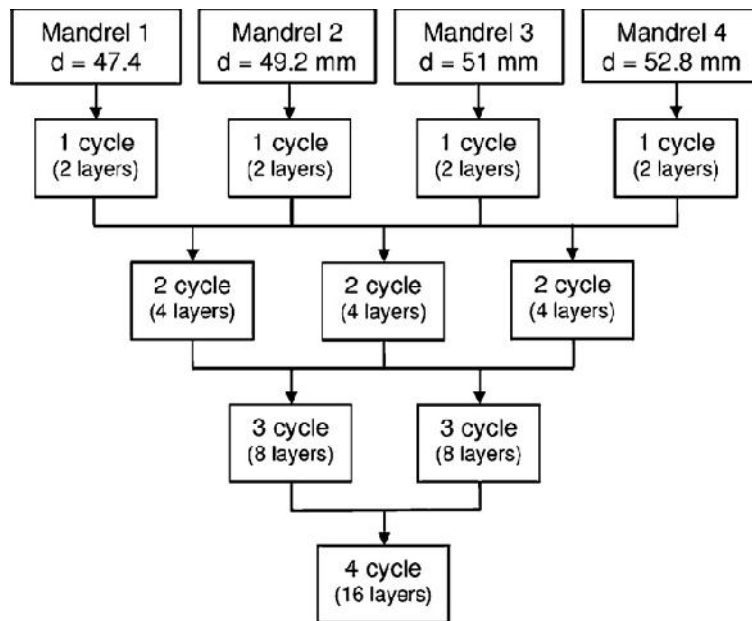 Mandrel 1
d = 47.4
Mandrel 2
d = 49.2 mm
Mandrel 3
d = 51 mm
Mandrel 4
d = 52.8 mm
1 cycle
(2 layers)
1 cycle
(2 layers)
1 cycle
(2 layers)
1 cycle
(2 layers)
2 cycle
(4 layers)
2 cycle
(4 layers)
2 cycle
(4 layers)
3 cycle
(8 layers)
3 cycle
(8 layers)
4 cycle
(16 layers)